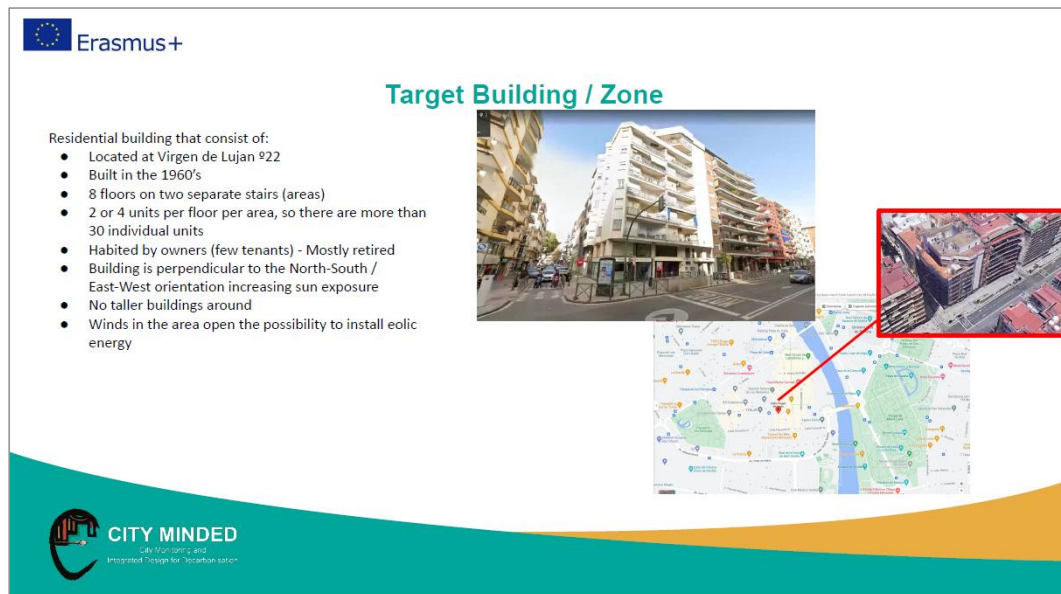 Erasmus+
Target Building / Zone
Residential building that consist of:
● Located at Virgen de Lujan º22
● Built in the 1960's
● 8 floors on two separate stairs (areas)
● 2 or 4 units per floor per area, so there are more than
30 individual units
● Habited by owners (few tenants) - Mostly retired
● Building is perpendicular to the North-South /
East-West orientation increasing sun exposure
● No taller buildings around
● Winds in the area open the possibility to install eolic
energy
CITY MINDED
City Monitoring and
Integrated Design for Decarbonisation